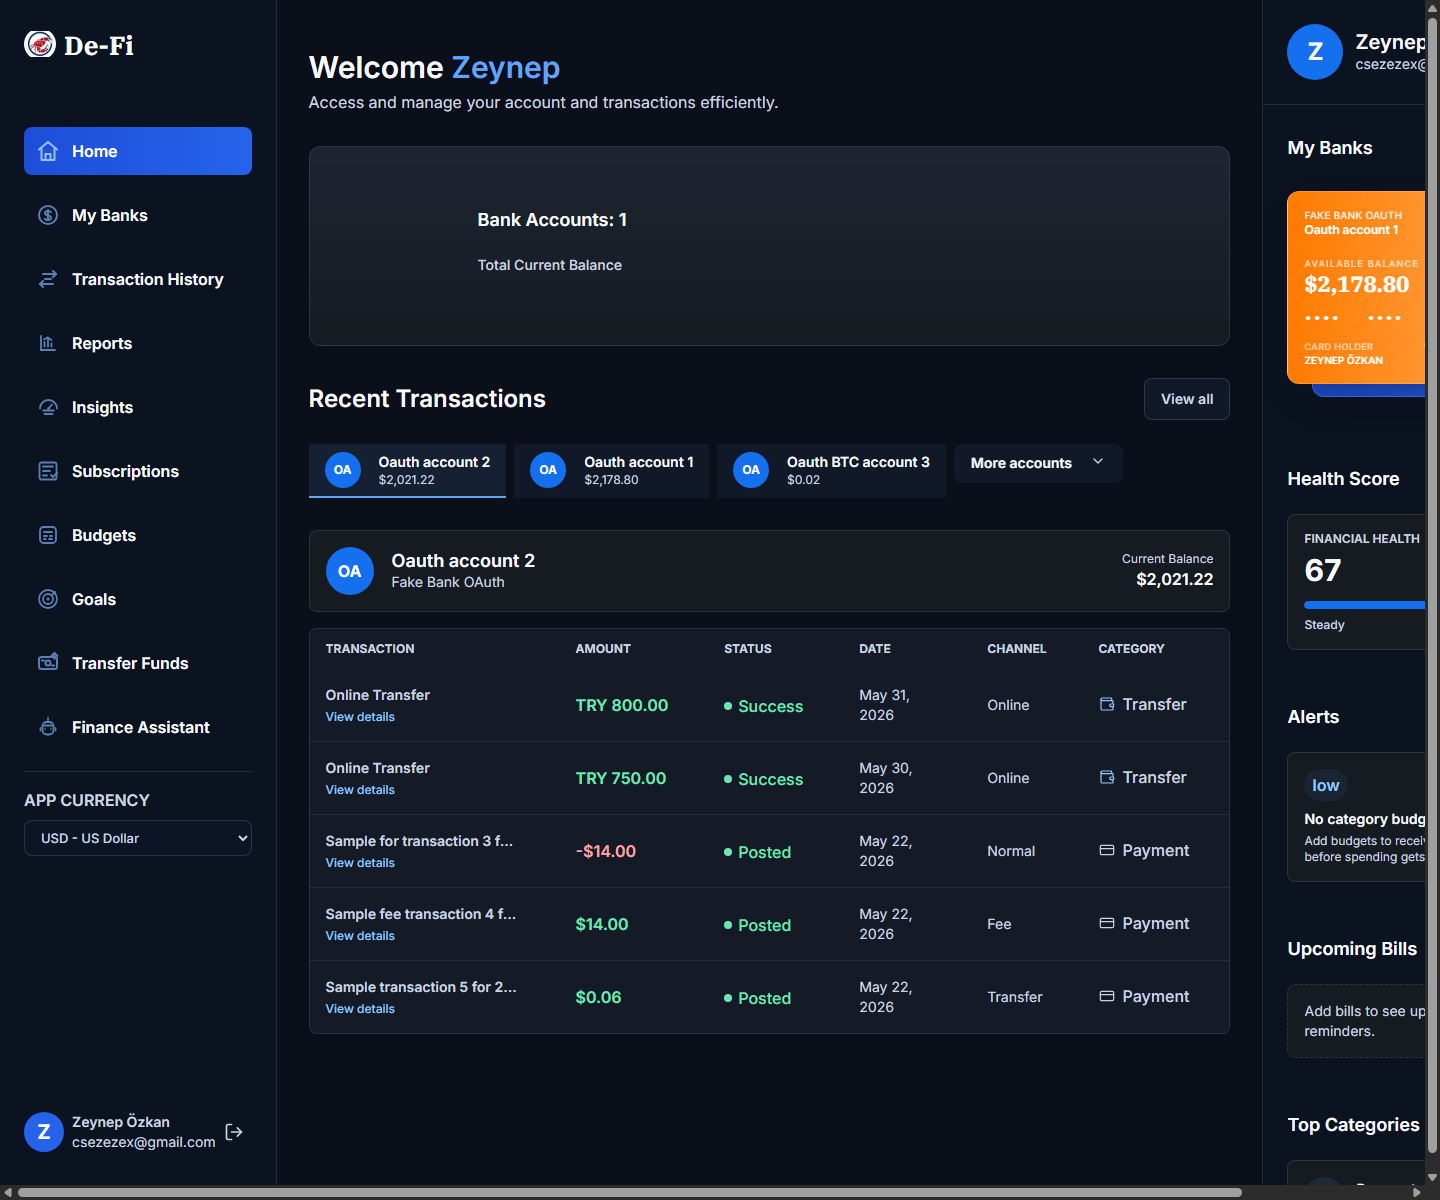 De-Fi
Home
My Banks
Transaction History
Reports
Insights
Subscriptions
Budgets
Goals
Transfer Funds
Finance Assistant
APP CURRENCY
USD - US Dollar
Z
Zeynep Özkan
csezezex@gmail.com
Welcome Zeynep
Access and manage your account and transactions efficiently.
Bank Accounts: 1
Total Current Balance
Recent Transactions
View all
OA
Oauth account 2
$2,021.22
OA
Oauth account 1
$2,178.80
OA
Oauth BTC account 3
$0.02
More accounts
OA
Oauth account 2
Fake Bank OAuth
Current Balance
$2,021.22
TRANSACTION AMOUNT STATUS DATE CHANNEL CATEGORY
Online Transfer
View details
TRY 800.00
Success
May 31,
2026
Online
Transfer
Online Transfer
View details
TRY 750.00
Success
May 30,
2026
Online
Transfer
Sample for transaction 3 f...
View details
-$14.00
Posted
May 22,
2026
Normal
Payment
Sample fee transaction 4 f...
View details
$14.00
Posted
May 22,
2026
Fee
Payment
Sample transaction 5 for 2...
View details
$0.06
Posted
May 22,
2026
Transfer
Payment
Z
Zeynep
csezezex@
My Banks
FAKE BANK OAUTH
Oauth account 1
AVAILABLE BALANCE
$2,178.80
•••• ••••
CARD HOLDER
ZEYNEP ÖZKAN
Health Score
FINANCIAL HEALTH
67
Steady
Alerts
low
No category budg
Add budgets to recei
before spending gets
Upcoming Bills
Add bills to see up
reminders.
Top Categories